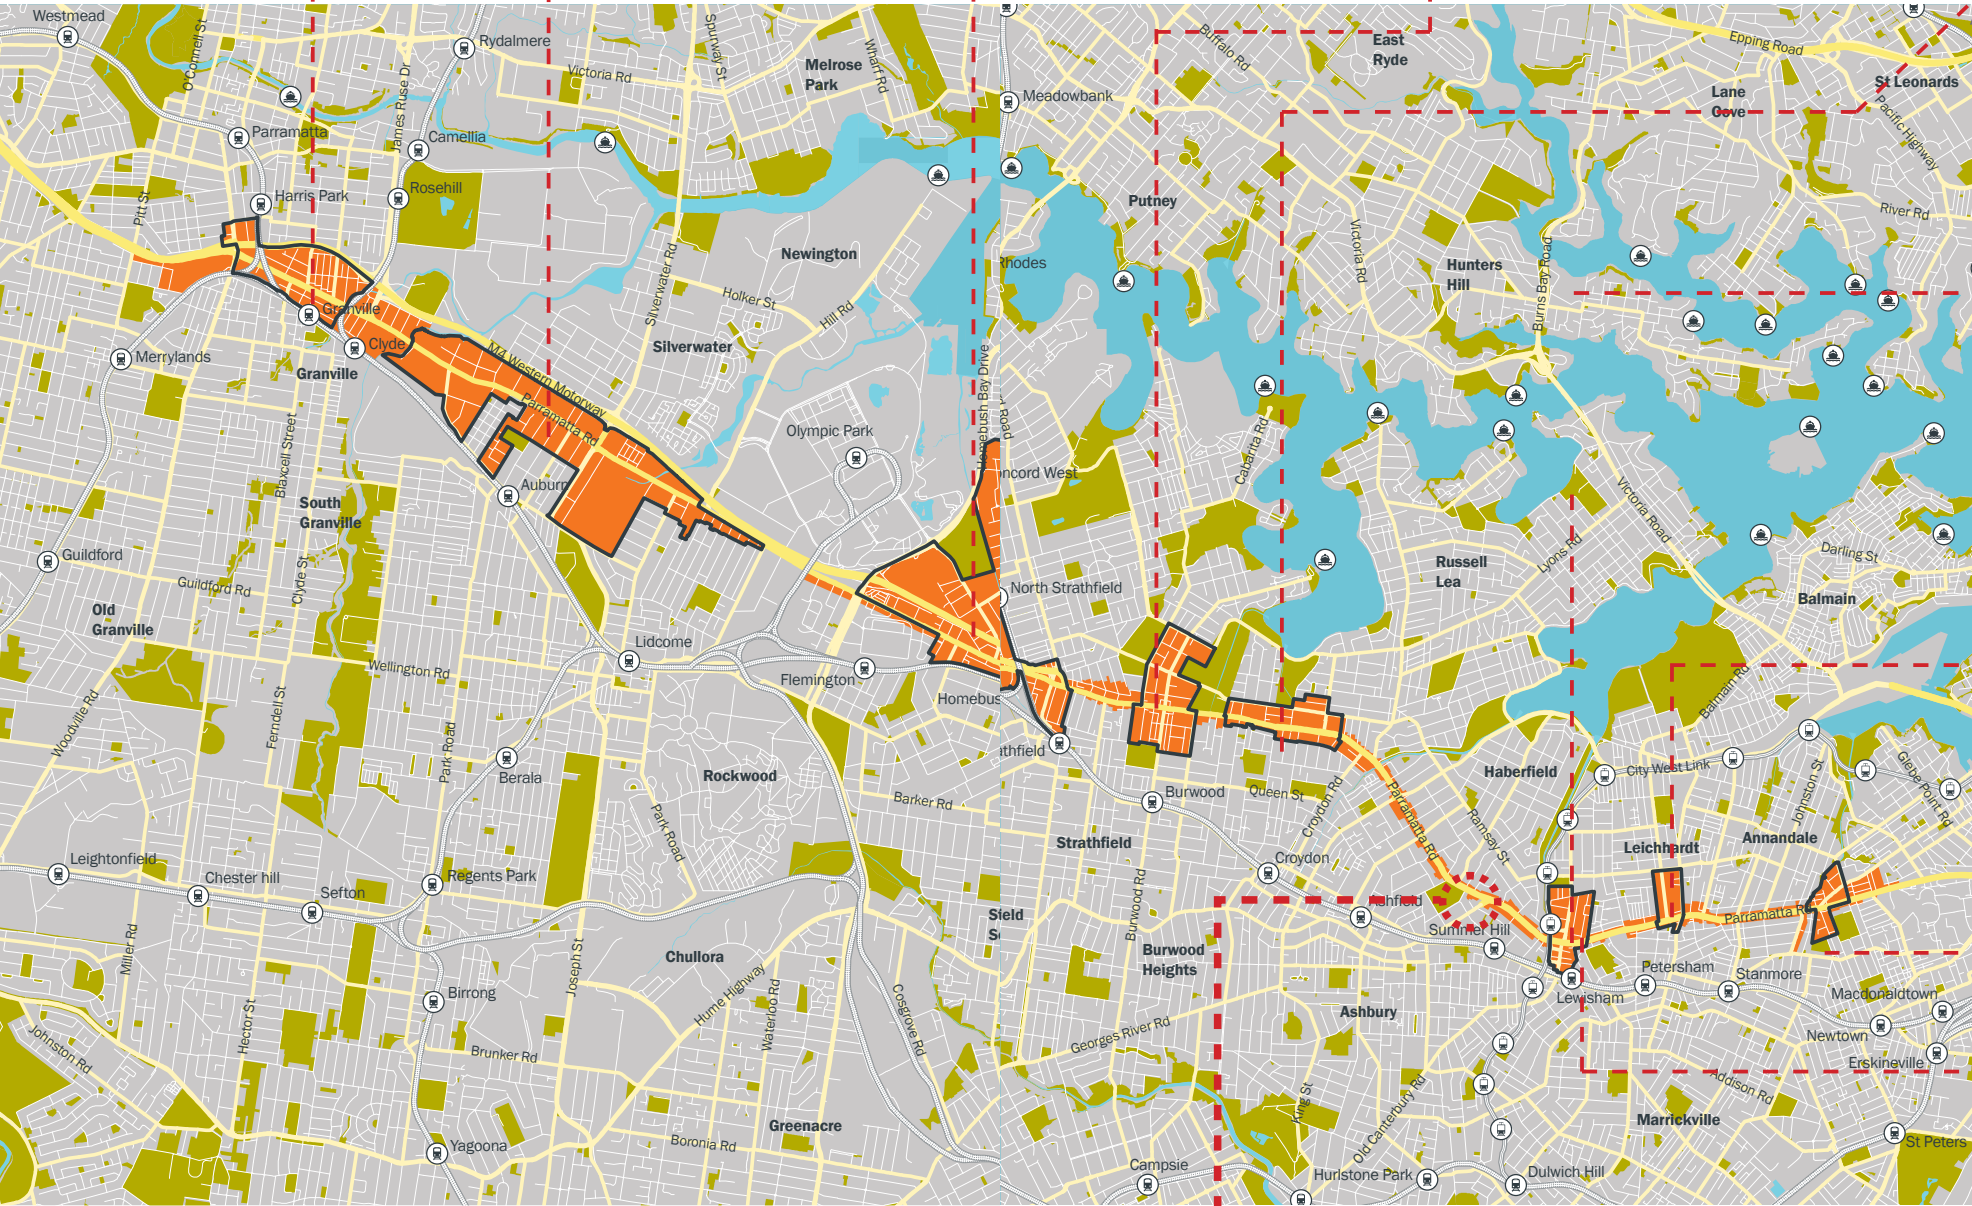 Westmead
O'Connell St
Rydalmere
Victoria Rd
Spurway St
Melrose
Park
Wharf Rd
Meadowbank
Buffalo Rd
East
Ryde
Epping Road
Lane
Cove
St Leonards
Pacific Highway
Parramatta
James Ruse Dr
Camellia
Rosehill
Harris Park
Pitt St
Putney
Victoria Rd
River Rd
Newington
Silverwater Rd
Holker St
Hill Rd
Rhodes
Hunters
Hill
Burns Bay Road
Granville
Clyde
Merrylands
Granville
M4 Western Motorway
Parramatta Rd
Silverwater
Homebush Bay Drive
Olympic Park
Cabarita Rd
Blaxcell Street
South
Granville
Auburn
Victoria Road
Lyons Rd
Darling St
Guildford
Guildford Rd
Clyde St
Old
Granville
North Strathfield
Russell
Lea
Balmain
Lidcome
Wellington Rd
Flemington
Woodville Rd
Ferndell St
Park Road
Berala
Rockwood
Barker Rd
Park Road
Burwood
Queen St
Croydon Rd
Parramatta Rd
Ramsay St
Haberfield
City West Link
Balmain Rd
Johnston St
Glebe Point Rd
Strathfield
Croydon
Leichhardt
Annandale
Leightonfield
Chester hill
Sefton
Regents Park
Burwood Rd
Summer Hill
Burwood
Heights
Miller Rd
Joseph St
Chullora
Hume Highway
Waterloo Rd
Cosgrove Rd
Lewisham
Petersham
Stanmore
Macdonaldtown
Newtown
Erskineville
Birrong
Hector St
Johnston Rd
Brunker Rd
Georges River Rd
Ashbury
King St
Old Canterbury Rd
Addison Rd
Marrickville
St Peters
Yagoona
Boronia Rd
Greenacre
Campsie
Hurlstone Park
Dulwich Hill